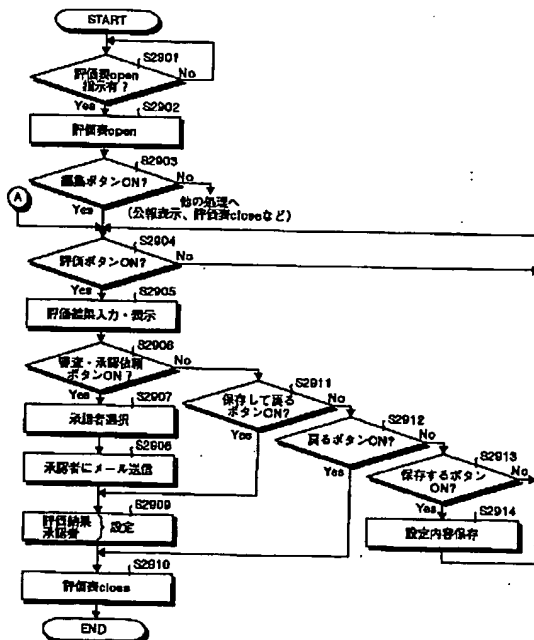 START
S2901
評価表open
指示有?
No
Yes
S2902
評価表open
S2903
編集ボタンON?
No
Yes
他の処理へ
(公報表示、評価表closeなど)
A
S2904
評価ボタンON?
No
Yes
S2905
評価結果入力・表示
S2906
審査・承認依頼
ボタンON?
No
Yes
S2907
承認者選択
S2908
承認者にメール送信
S2909
評価結果
承認者
設定
S2910
評価表close
END
S2911
保存して戻る
ボタンON?
No
Yes
S2912
戻るボタンON?
No
Yes
S2913
保存するボタン
ON?
No
Yes
S2914
設定内容保存